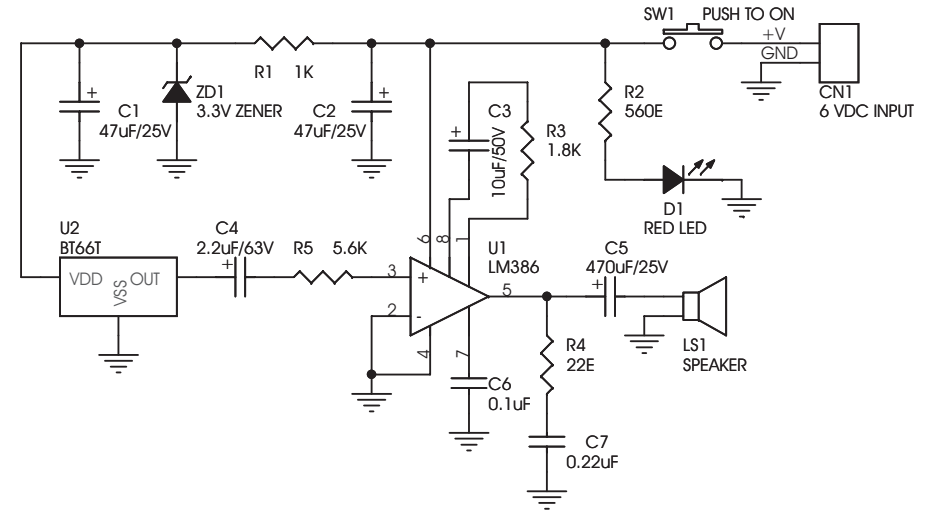 SW1 PUSH TO ON
+V
GND
CN1
6 VDC INPUT
R1 1K
+
C1
47uF/25V
ZD1
3.3V ZENER
C2
47uF/25V
+
+
C3
10uF/50V
R3
1.8K
R2
560E
D1
RED LED
U2
BT66T
VDD
VSS
OUT
C4
2.2uF/63V
+
R5 5.6K
6
8
1
U1
LM386
3
+
2
-
5
4
7
C5
470uF/25V
+
LS1
SPEAKER
R4
22E
C6
0.1uF
C7
0.22uF